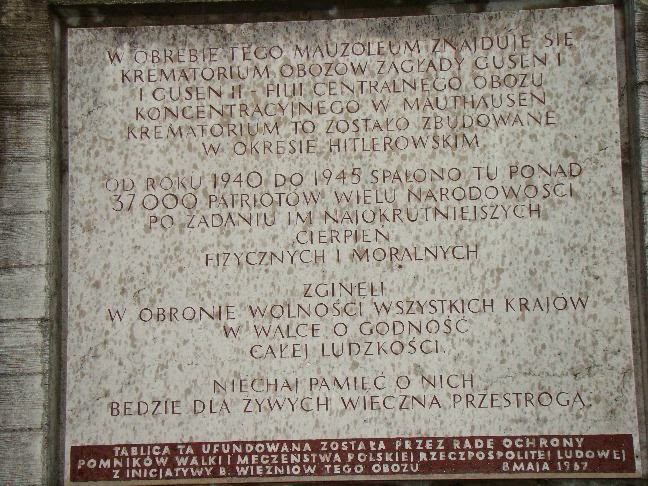 W OBRĘBIE TEGO MAUZOLEUM ZNAJDUJE SIĘ
KREMATORIUM OBOZÓW ZAGŁADY GUSEN I
I GUSEN II - FILII CENTRALNEGO OBOZU
KONCENTRACYJNEGO W MAUTHAUSEN
KREMATORIUM TO ZOSTAŁO ZBUDOWANE
W OKRESIE HITLEROWSKIM
OD ROKU 1940 DO 1945 SPALONO TU PONAD
37000 PATRIOTÓW WIELU NARODOWOŚCI
PO ZADANIU IM NAJOKRUTNIEJSZYCH
CIERPIEŃ
FIZYCZNYCH I MORALNYCH
ZGINĘLI
W OBRONIE WOLNOŚCI WSZYSTKICH KRAJÓW
W WALCE O GODNOŚĆ
CAŁEJ LUDZKOŚCI.
NIECHAJ PAMIĘĆ O NICH
BĘDZIE DLA ŻYWYCH WIECZNĄ PRZESTROGĄ
TABLICA TA UFUNDOWANA ZOSTAŁA PRZEZ RADĘ OCHRONY
POMNIKÓW WALKI I MĘCZEŃSTWA POLSKIEJ RZECZPOSPOLITEJ LUDOWEJ
Z INICJATYWY B. WIĘŹNIÓW TEGO OBOZU 8 MAJA 1967